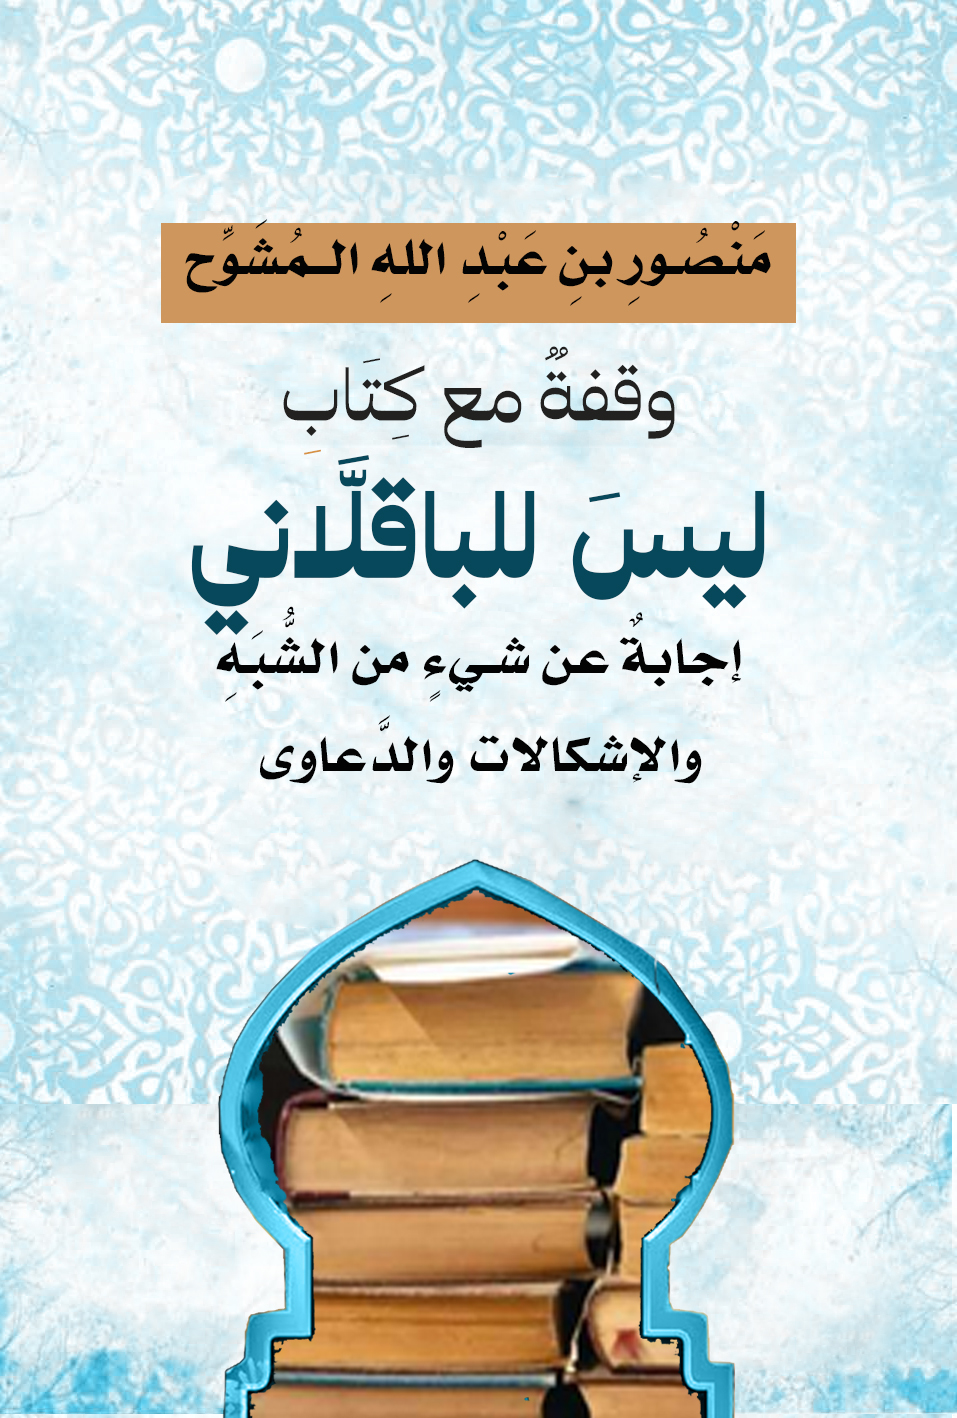 مَنْصُورِ بنِ عَبْدِ اللهِ الـمُشَوِّح
وقفةٌ مع كِتَابِ
ليسَ للباقلَّاني
إجابةٌ عن شيءٍ من الشُّبَهِ
والإشكالات والدَّعاوى